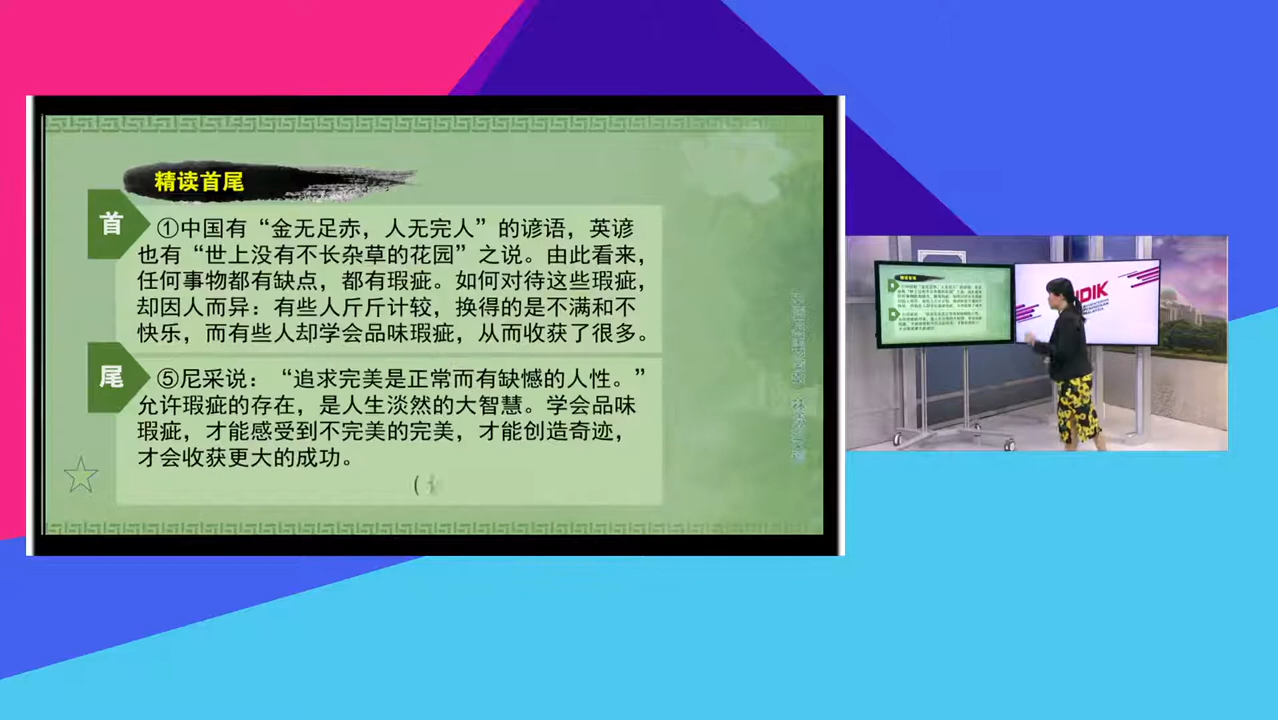 精读首尾
首
①中国有“金无足赤，人无完人”的谚语，英谚
也有“世上没有不长杂草的花园”之说。由此看来，
任何事物都有缺点，都有瑕疵。如何对待这些瑕疵，
却因人而异：有些人斤斤计较，换得的是不满和不
快乐，而有些人却学会品味瑕疵，从而收获了很多。
尾
⑤尼采说：“追求完美是正常而有缺憾的人性。”
允许瑕疵的存在，是人生淡然的大智慧。学会品味
瑕疵，才能感受到不完美的完美，才能创造奇迹，
才会收获更大的成功。
(
精读首尾
DIK